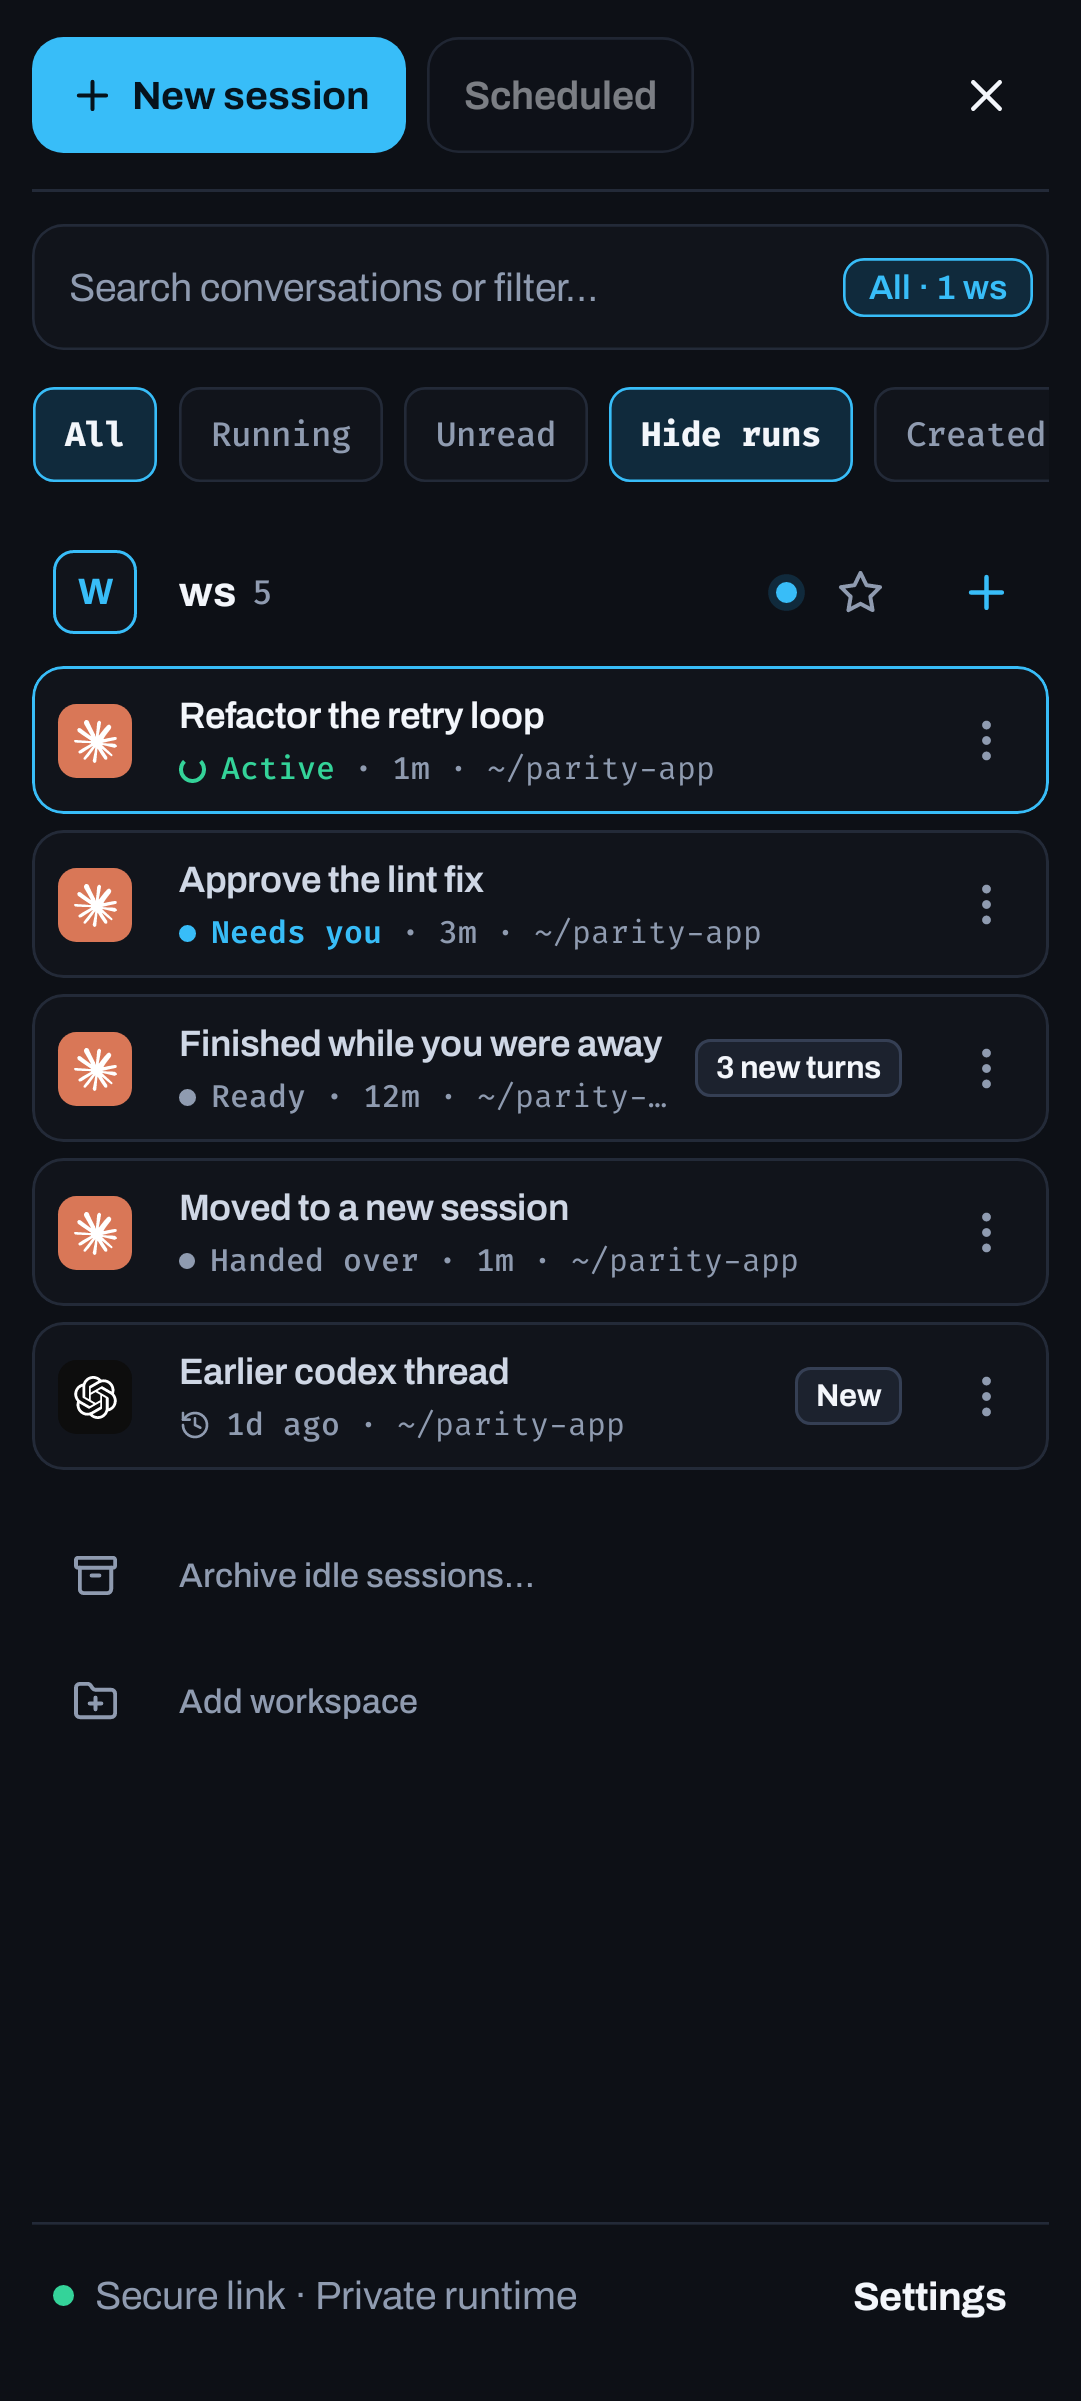 New session
Scheduled
Search conversations or filter...
All · 1 ws
All
Running
Unread
Hide runs
Created
W
ws 5
Refactor the retry loop
Active · 1m · ~/parity-app
Approve the lint fix
Needs you · 3m · ~/parity-app
Finished while you were away
3 new turns
Ready · 12m · ~/parity-…
Moved to a new session
Handed over · 1m · ~/parity-app
Earlier codex thread
New
1d ago · ~/parity-app
Archive idle sessions...
Add workspace
Secure link · Private runtime
Settings